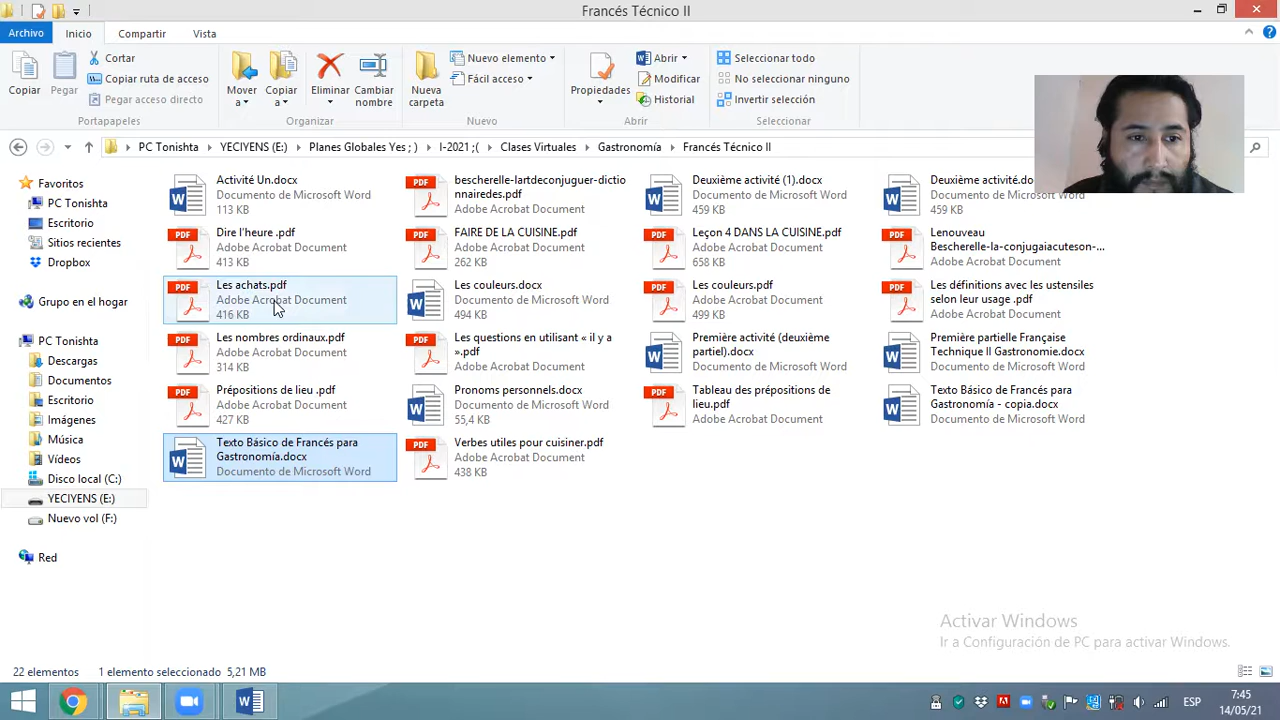 Francés Técnico II
Archivo Inicio Compartir Vista
Copiar
Pegar
Cortar
Copiar ruta de acceso
Pegar acceso directo
Portapapeles
Mover a
Copiar a
Eliminar
Cambiar nombre
Organizar
Nueva carpeta
Nuevo elemento
Fácil acceso
Nuevo
Propiedades
Abrir
Modificar
Historial
Abrir
Seleccionar todo
No seleccionar ninguno
Invertir selección
Seleccionar
PC Tonishta YECIYENS (E:) Planes Globales Yes ; ) I-2021 ;( Clases Virtuales Gastronomía Francés Técnico II
Favoritos
PC Tonishta
Escritorio
Sitios recientes
Dropbox
Grupo en el hogar
PC Tonishta
Descargas
Documentos
Escritorio
Imágenes
Música
Vídeos
Disco local (C:)
YECIYENS (E:)
Nuevo vol (F:)
Red
Activité Un.docx
Documento de Microsoft Word
113 KB
PDF
bescherelle-lartdeconjuguer-dictio
nnairedes.pdf
Adobe Acrobat Document
Deuxième activité (1).docx
Documento de Microsoft Word
459 KB
Deuxième activité.do
Documento de Microsoft Word
459 KB
PDF
Dire l'heure .pdf
Adobe Acrobat Document
413 KB
PDF
FAIRE DE LA CUISINE.pdf
Adobe Acrobat Document
262 KB
PDF
Leçon 4 DANS LA CUISINE.pdf
Adobe Acrobat Document
658 KB
PDF
Lenouveau
Bescherelle-la-conjugaicuteson-...
Adobe Acrobat Document
PDF
Les achats.pdf
Adobe Acrobat Document
416 KB
Les couleurs.docx
Documento de Microsoft Word
494 KB
PDF
Les couleurs.pdf
Adobe Acrobat Document
499 KB
PDF
Les définitions avec les ustensiles
selon leur usage .pdf
Adobe Acrobat Document
PDF
Les nombres ordinaux.pdf
Adobe Acrobat Document
314 KB
PDF
Les questions en utilisant « il y a
».pdf
Adobe Acrobat Document
Première activité (deuxième
partiel).docx
Documento de Microsoft Word
Première partielle Française
Technique II Gastronomie.docx
Documento de Microsoft Word
PDF
Prépositions de lieu .pdf
Adobe Acrobat Document
427 KB
Pronoms personnels.docx
Documento de Microsoft Word
55,4 KB
PDF
Tableau des prépositions de
lieu.pdf
Adobe Acrobat Document
Texto Básico de Francés para
Gastronomía - copia.docx
Documento de Microsoft Word
Texto Básico de Francés para
Gastronomía.docx
Documento de Microsoft Word
PDF
Verbes utiles pour cuisiner.pdf
Adobe Acrobat Document
438 KB
Activar Windows
Ir a Configuración de PC para activar Windows.
22 elementos 1 elemento seleccionado 5,21 MB
ESP
7:45
14/05/21